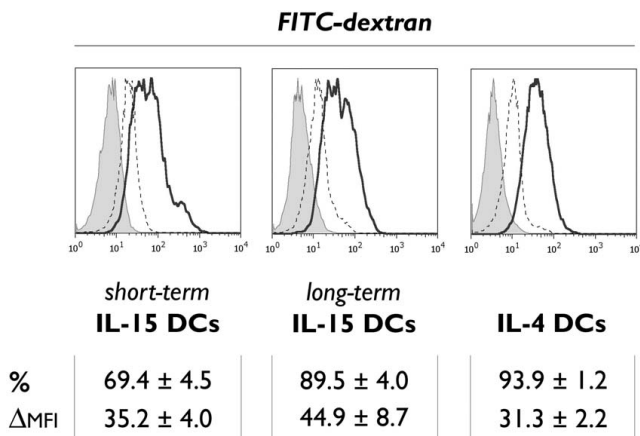 FITC-dextran
10⁰ 10¹ 10² 10³ 10⁴ 10⁰ 10¹ 10² 10³ 10⁴ 10⁰ 10¹ 10² 10³ 10
short-term long-term
IL-15 DCs IL-15 DCs IL-4 DCs
% 69.4 ± 4.5 89.5 ± 4.0 93.9 ± 1.2
ΔMFI 35.2 ± 4.0 44.9 ± 8.7 31.3 ± 2.2